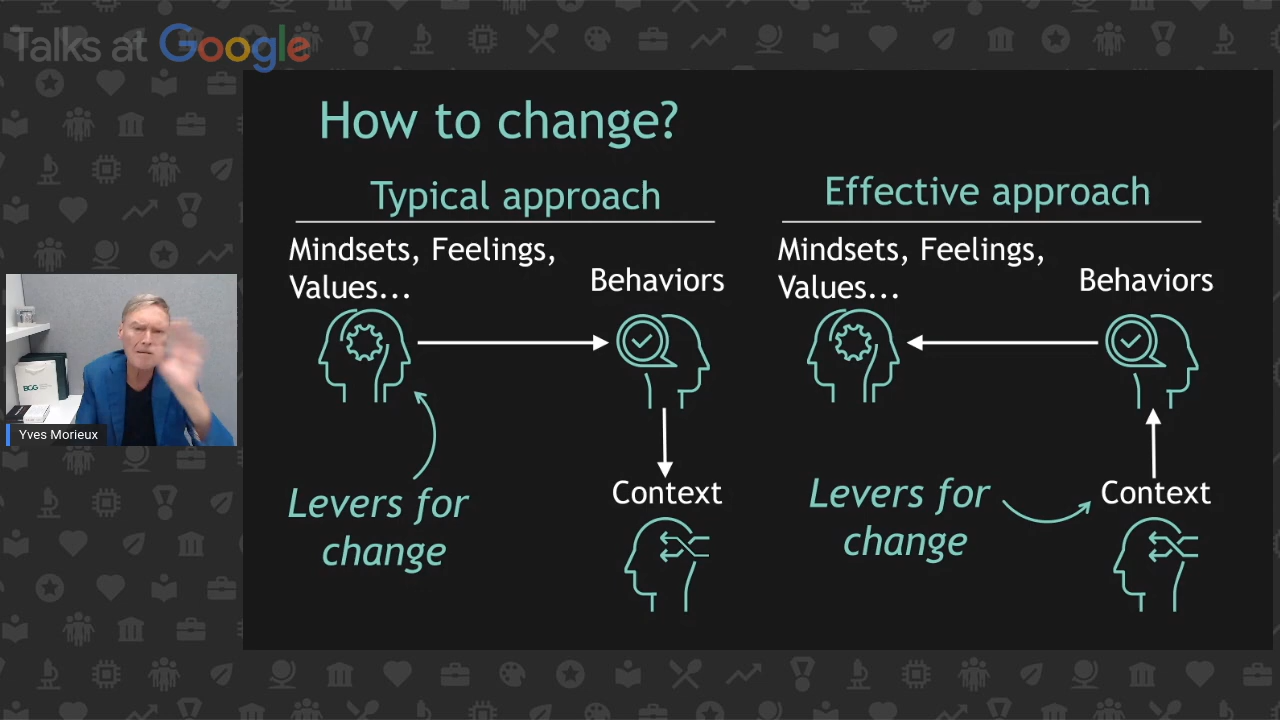 Talks at Google
How to change?
Typical approach
Mindsets, Feelings,
Values...
Behaviors
Levers for
change
Context
Effective approach
Mindsets, Feelings,
Values...
Behaviors
Levers for
change
Context
BCG
Yves Morieux